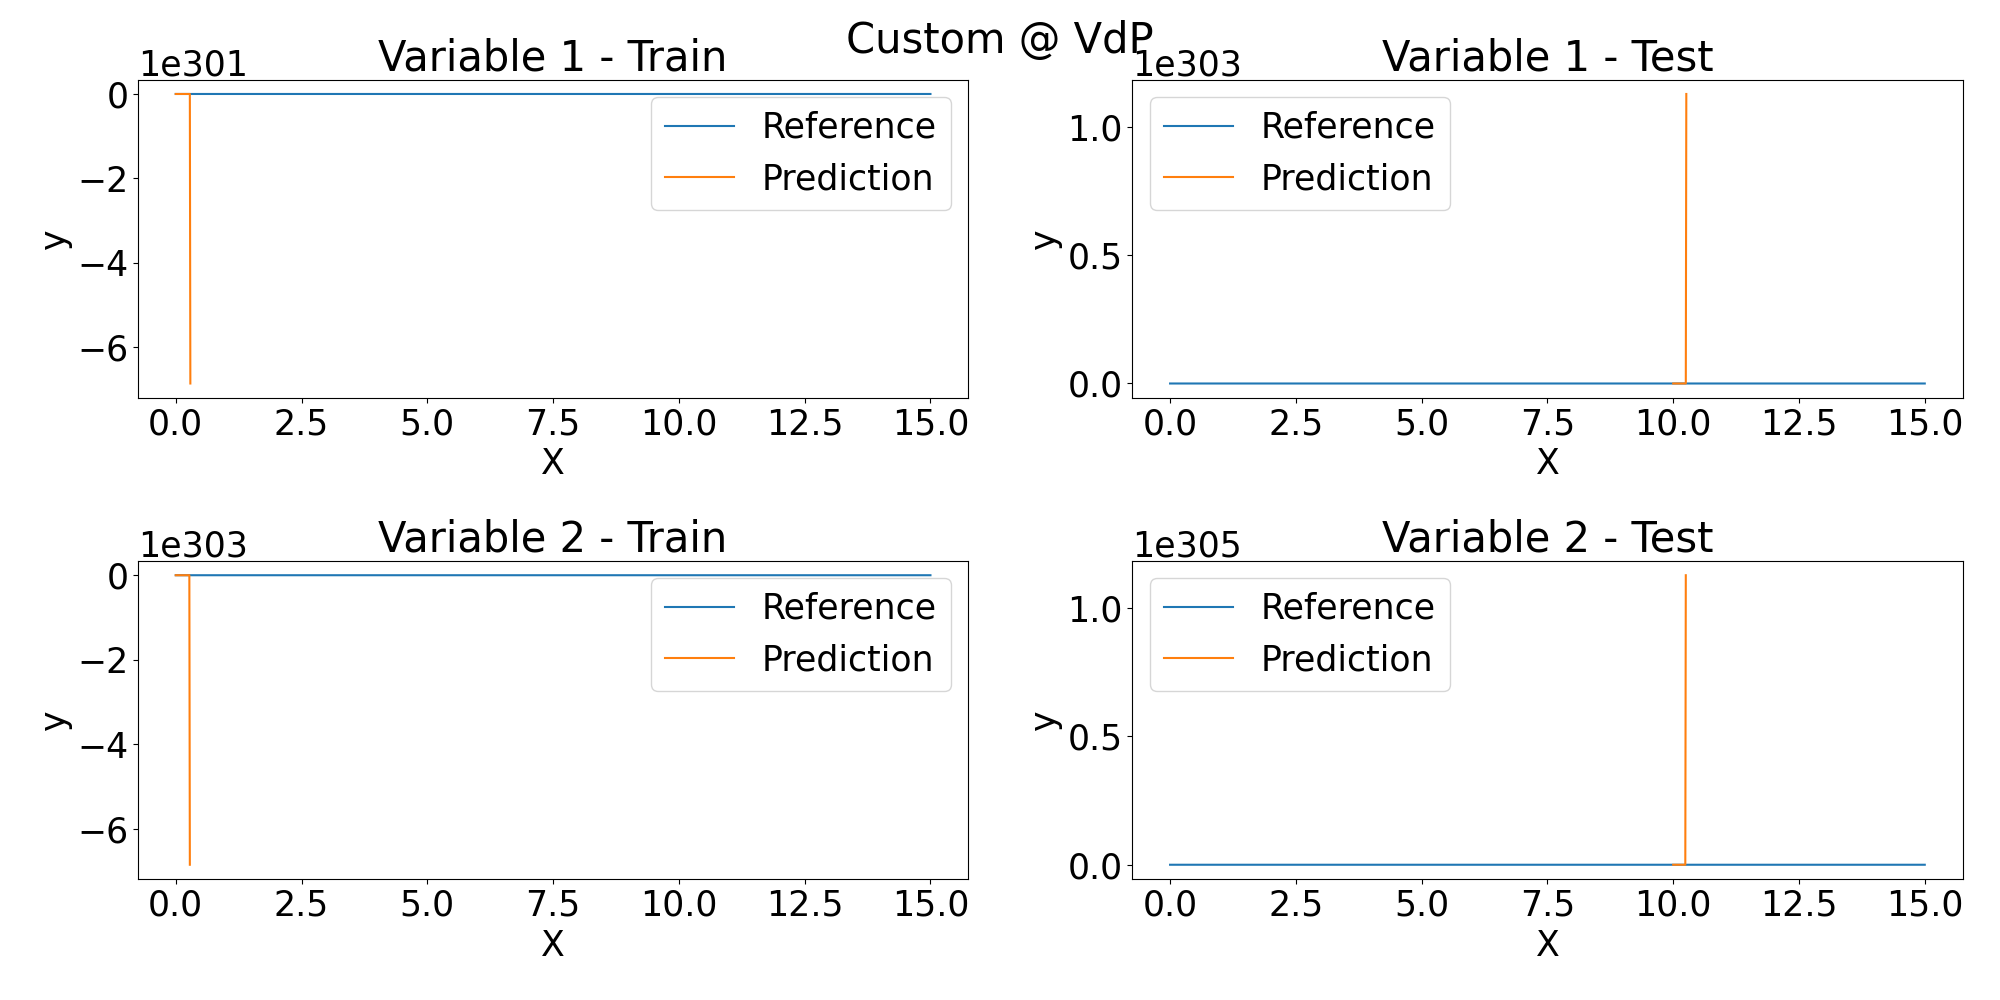 Custom @ VdP
1e301
Variable 1 - Train
0
−2
−4
−6
y
Reference
Prediction
0.0 2.5 5.0 7.5 10.0 12.5 15.0
X
1e303
Variable 1 - Test
1.0
0.5
0.0
y
Reference
Prediction
0.0 2.5 5.0 7.5 10.0 12.5 15.0
X
1e303
Variable 2 - Train
0
−2
−4
−6
y
Reference
Prediction
0.0 2.5 5.0 7.5 10.0 12.5 15.0
X
1e305
Variable 2 - Test
1.0
0.5
0.0
y
Reference
Prediction
0.0 2.5 5.0 7.5 10.0 12.5 15.0
X